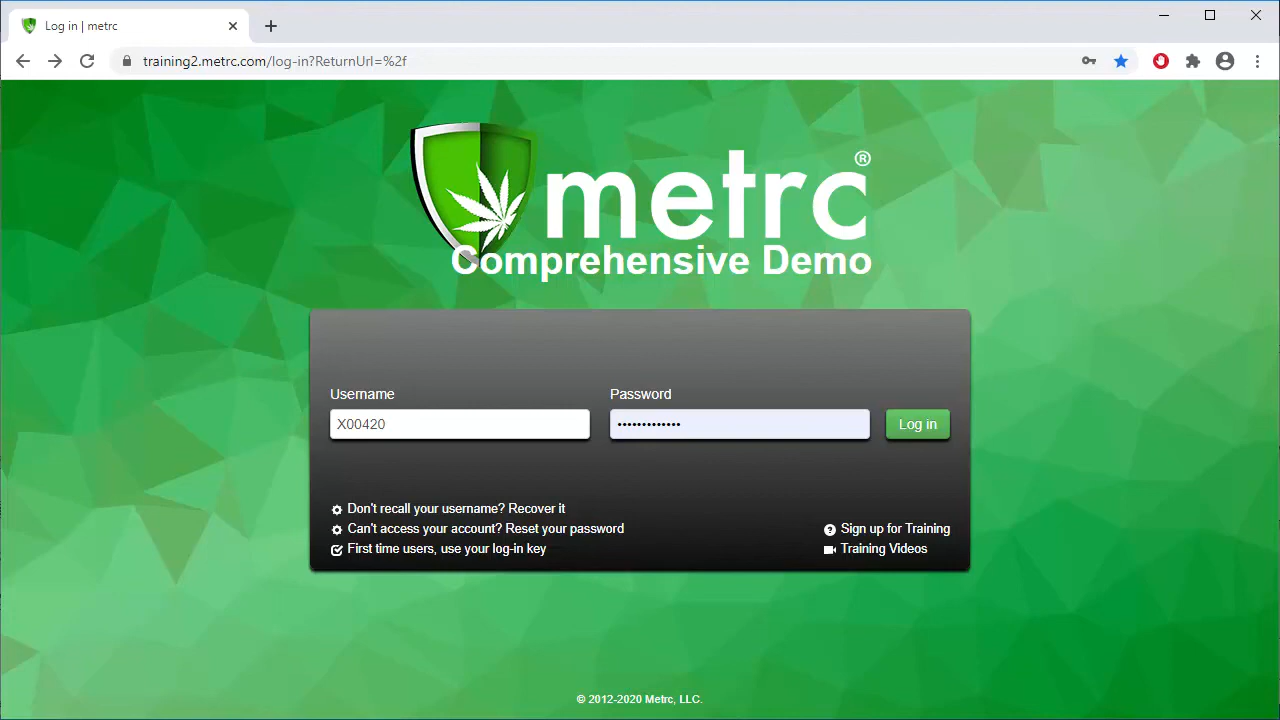 Log in | metrc
training2.metrc.com/log-in?ReturnUrl=%2f
metrc®
Comprehensive Demo
Username
Password
X00420
•••••••••••••
Log in
Don't recall your username? Recover it
Can't access your account? Reset your password
Sign up for Training
First time users, use your log-in key
Training Videos
© 2012-2020 Metrc, LLC.